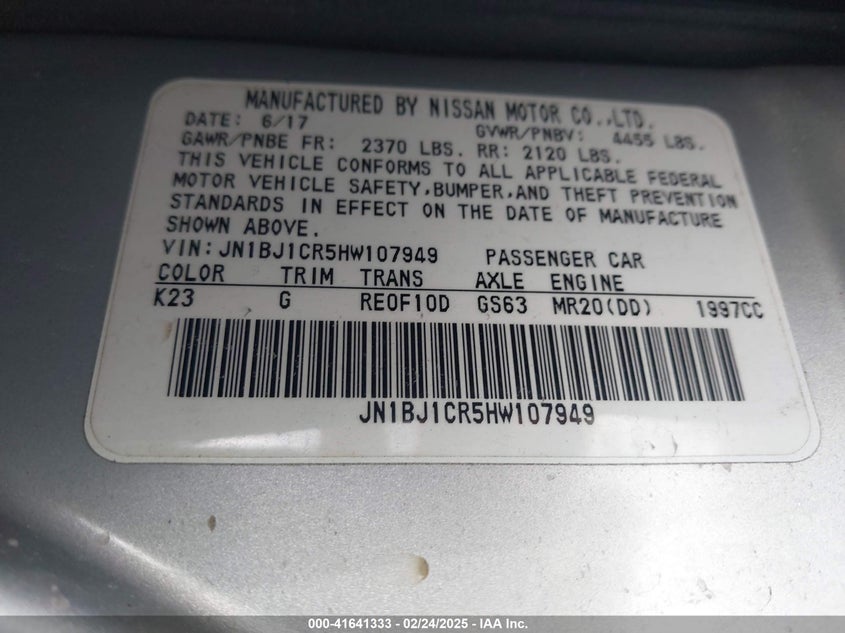 MANUFACTURED BY NISSAN MOTOR CO.,LTD.
DATE: 6/17 GVWR/PNBV: 4455 LBS.
GAWR/PNBE FR: 2370 LBS. RR: 2120 LBS.
THIS VEHICLE CONFORMS TO ALL APPLICABLE FEDERAL
MOTOR VEHICLE SAFETY,BUMPER,AND THEFT PREVENTION
STANDARDS IN EFFECT ON THE DATE OF MANUFACTURE
SHOWN ABOVE.
VIN:JN1BJ1CR5HW107949 PASSENGER CAR
COLOR TRIM TRANS AXLE ENGINE
K23 G RE0F10D GS63 MR20(DD) 1997CC
JN1BJ1CR5HW107949
000-41641333 - 02/24/2025 - IAA Inc.